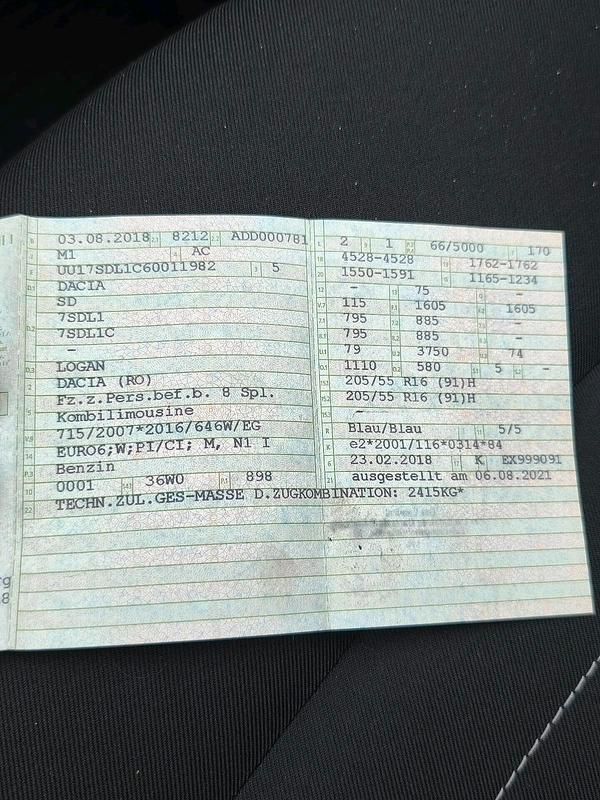 03.08.2018 8212 ADD000781
M1 AC
UU17SDL1C60011982 5
DACIA
SD
7SDL1
7SDL1C
–
LOGAN
DACIA (RO)
Fz.z.Pers.bef.b. 8 Spl.
Kombilimousine
715/2007*2016/646W/EG
EURO6;W;PI/CI; M, N1 I
Benzin
0001 36W0 898
TECHN.ZUL.GES-MASSE D.ZUGKOMBINATION: 2415KG*
2 1 66/5000 170
4528-4528 1762-1762
1550-1591 1165-1234
– 75 –
115 1605 1605
795 885 –
795 885 –
79 3750 74
1110 580 5 –
205/55 R16 (91)H
205/55 R16 (91)H
–
Blau/Blau 5/5
e2*2001/116*0314*84
23.02.2018 K EX999091
ausgestellt am 06.08.2021
rg
8